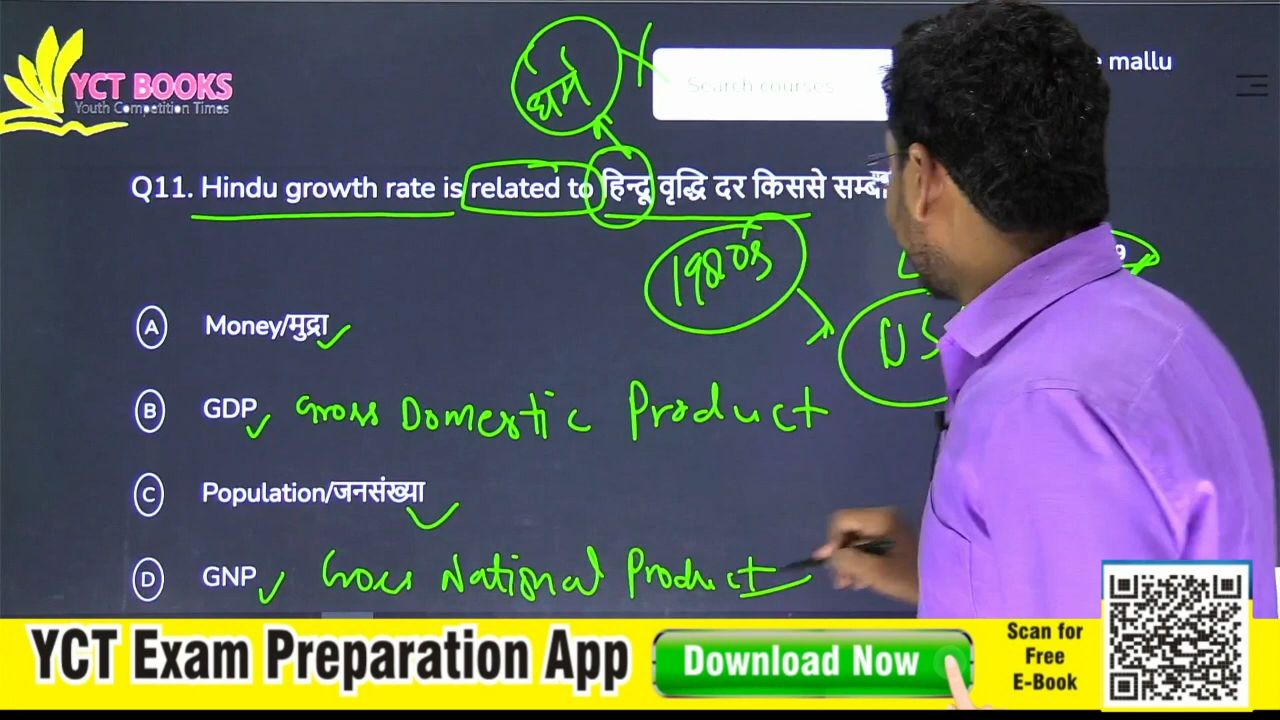 धर्म
Search courses
mallu
YCT BOOKS
Youth Competition Times
Q11. Hindu growth rate is related to हिन्दू वृद्धि दर किससे
1980s
A Money/मुद्रा
B GDP Gross Domestic Product
C Population/जनसंख्या
D GNP Gross National Product
YCT Exam Preparation App
Download Now
Scan for
Free
E-Book